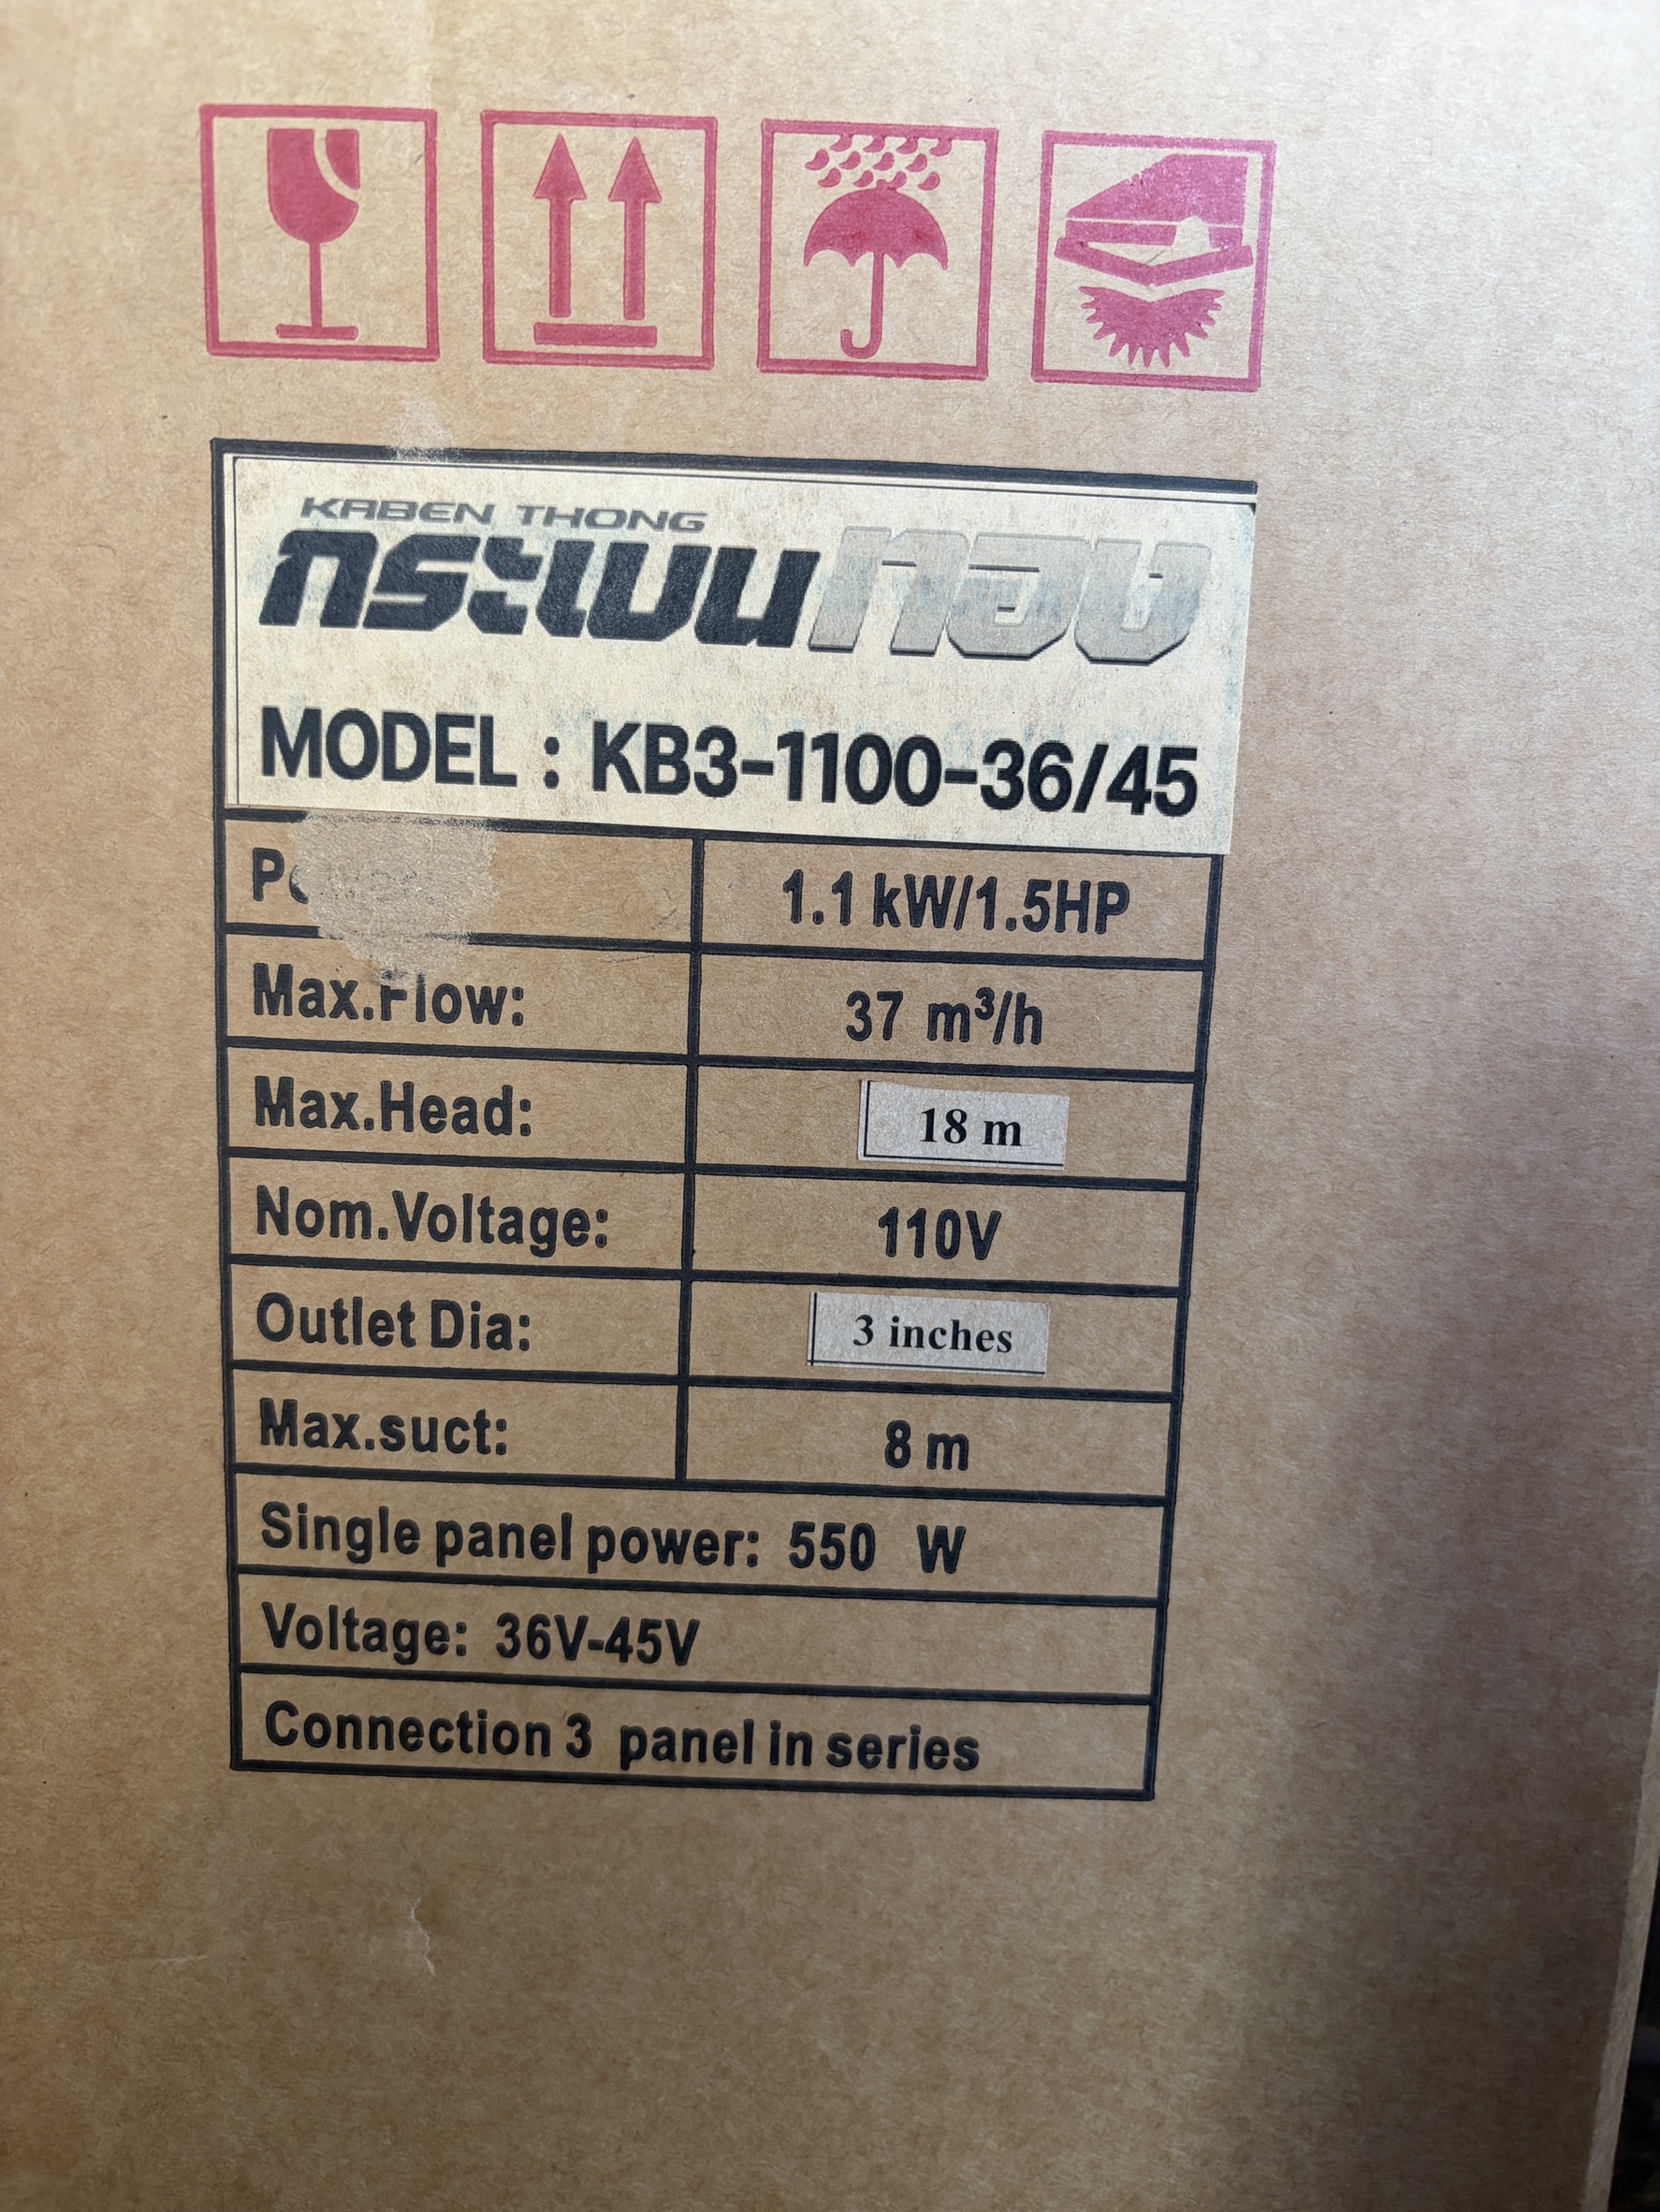 KABEN THONG
กระเบนทอง
MODEL : KB3-1100-36/45
1.1 kW/1.5HP
Max.Flow: 37 m³/h
Max.Head: 18 m
Nom.Voltage: 110V
Outlet Dia: 3 inches
Max.suct: 8 m
Single panel power: 550 W
Voltage: 36V-45V
Connection 3 panel in series